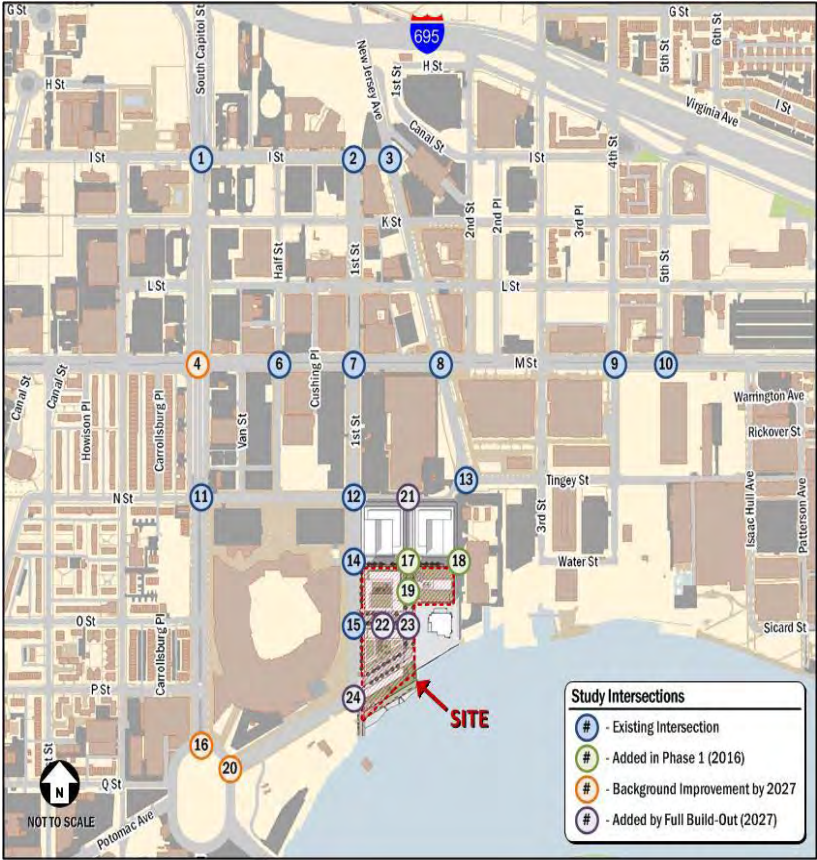 G St
South Capitol St
695
G St
6th St
5th St
New Jersey Ave
1st St
H St
H St
I St
Virginia Ave
Canal St
4th St
I St
1
I St
2
3
I St
K St
2nd St
2nd Pl
3rd Pl
Half St
1st St
5th St
L St
L St
4
6
7
8
M St
9
10
Canal St
Canal St
Howison Pl
Carrollsburg Pl
Van St
Cushing Pl
1st St
Warrington Ave
Rickover St
13
Tingey St
N St
11
12
21
3rd St
Isaac Hull Ave
Patterson Ave
14
17
18
Water St
19
O St
15
22
23
Sicard St
Carrollsburg Pl
P St
24
SITE
16
20
Q St
N
NOT TO SCALE
Potomac Ave
Study Intersections
# - Existing Intersection
# - Added in Phase 1 (2016)
# - Background Improvement by 2027
# - Added by Full Build-Out (2027)